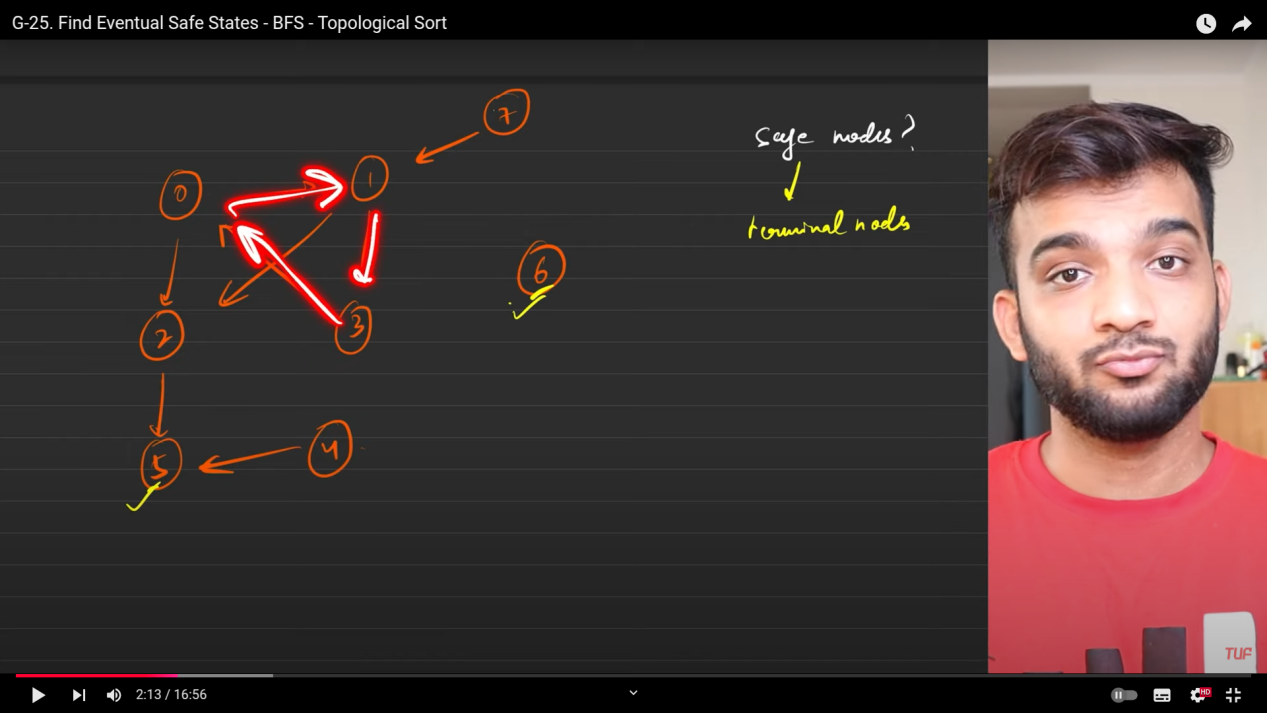 G-25. Find Eventual Safe States - BFS - Topological Sort
7
Safe nodes?
0
1
terminal nodes
6
2
3
5
4
TUF
2:13 / 16:56
HD